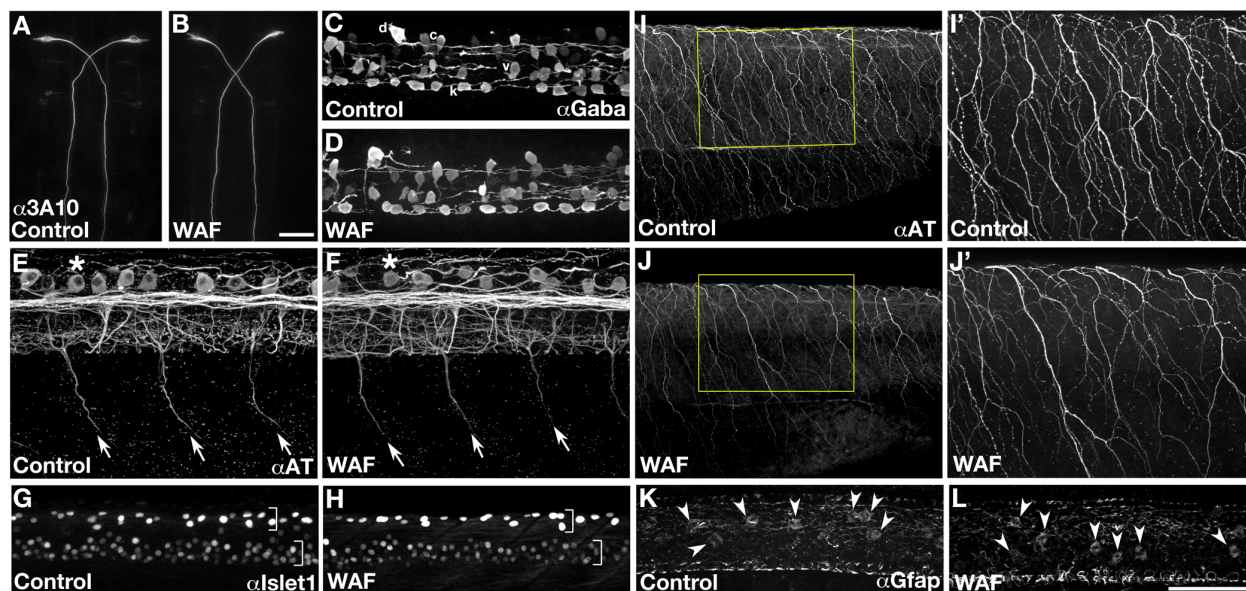 A
α3A10
Control
B
WAF
C
d
c
v
k
Control
αGaba
D
WAF
E
*
Control
αAT
F
*
WAF
G
Control
αIslet1
H
WAF
I
Control
αAT
I’
Control
J
WAF
J’
WAF
K
Control
αGfap
L
WAF